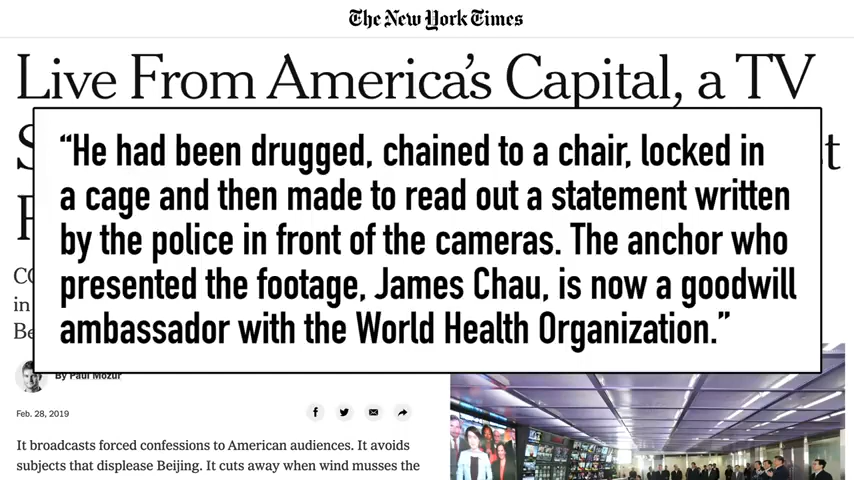 The New York Times
Live From America's Capital, a TV
“He had been drugged, chained to a chair, locked in
a cage and then made to read out a statement written
by the police in front of the cameras. The anchor who
presented the footage, James Chau, is now a goodwill
ambassador with the World Health Organization.”
in
By Paul Mozur
Feb. 28, 2019
It broadcasts forced confessions to American audiences. It avoids
subjects that displease Beijing. It cuts away when wind musses the